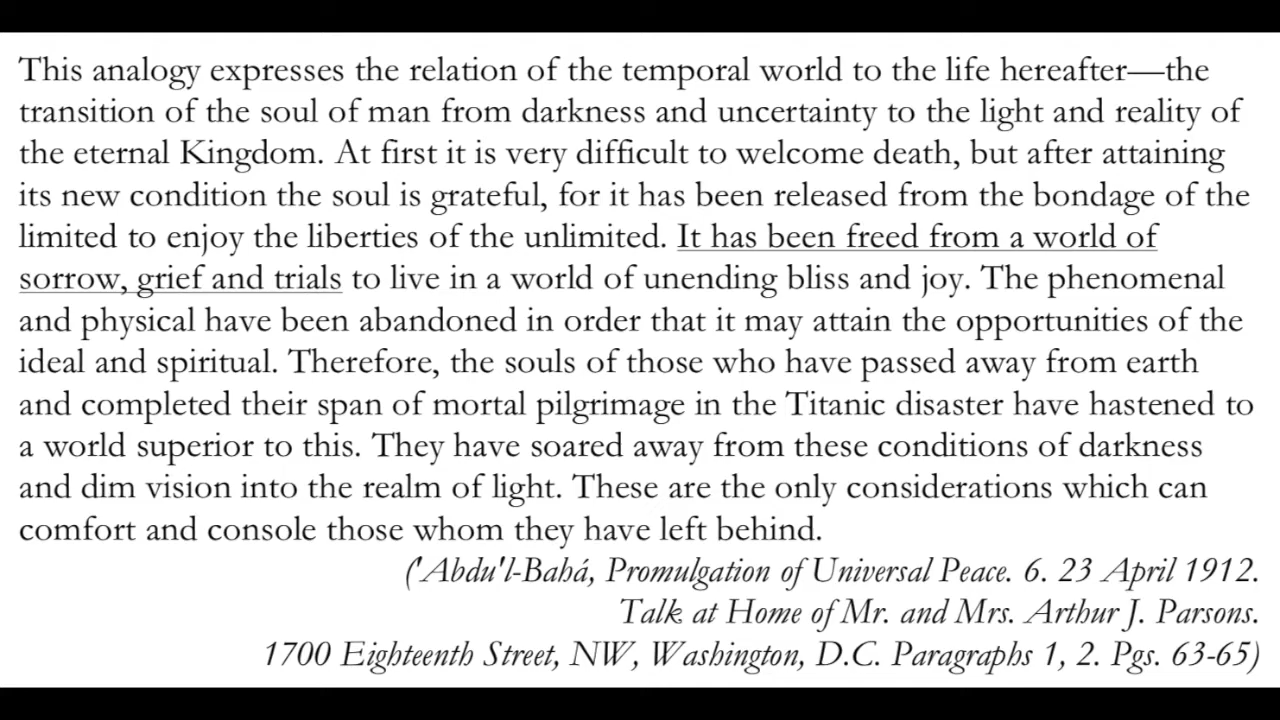 This analogy expresses the relation of the temporal world to the life hereafter—the
transition of the soul of man from darkness and uncertainty to the light and reality of
the eternal Kingdom. At first it is very difficult to welcome death, but after attaining
its new condition the soul is grateful, for it has been released from the bondage of the
limited to enjoy the liberties of the unlimited. It has been freed from a world of
sorrow, grief and trials to live in a world of unending bliss and joy. The phenomenal
and physical have been abandoned in order that it may attain the opportunities of the
ideal and spiritual. Therefore, the souls of those who have passed away from earth
and completed their span of mortal pilgrimage in the Titanic disaster have hastened to
a world superior to this. They have soared away from these conditions of darkness
and dim vision into the realm of light. These are the only considerations which can
comfort and console those whom they have left behind.
('Abdu'l-Bahá, Promulgation of Universal Peace. 6. 23 April 1912.
Talk at Home of Mr. and Mrs. Arthur J. Parsons.
1700 Eighteenth Street, NW, Washington, D.C. Paragraphs 1, 2. Pgs. 63-65)